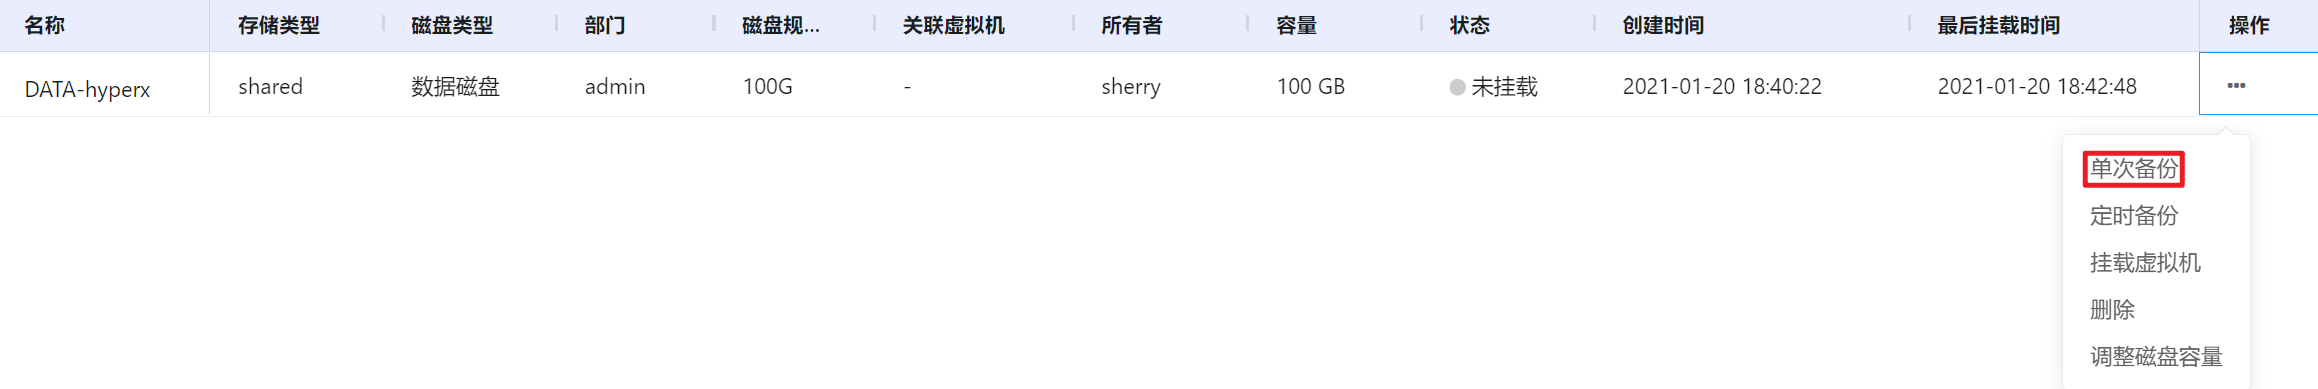 名称 存储类型 磁盘类型 部门 磁盘规... 关联虚拟机 所有者 容量 状态 创建时间 最后挂载时间 操作
DATA-hyperx shared 数据磁盘 admin 100G - sherry 100 GB 未挂载 2021-01-20 18:40:22 2021-01-20 18:42:48 •••
单次备份
定时备份
挂载虚拟机
删除
调整磁盘容量